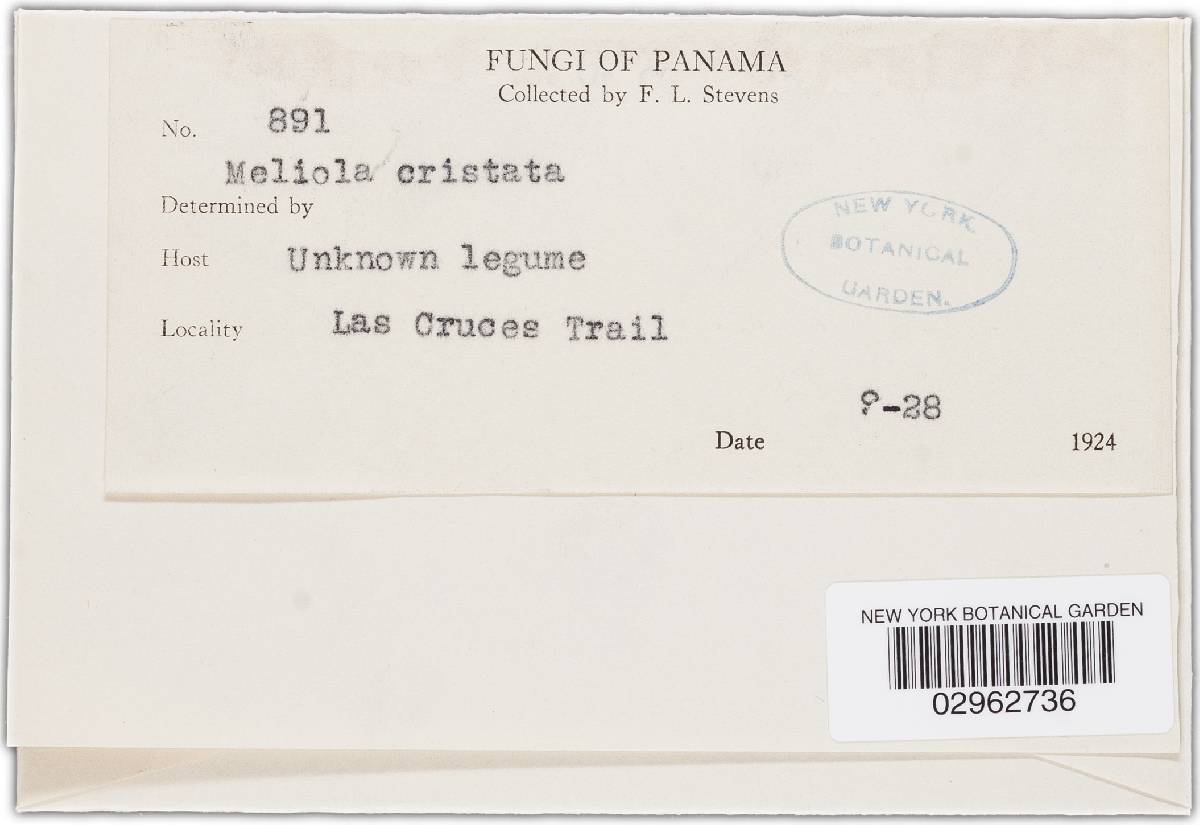 FUNGI OF PANAMA
Collected by F. L. Stevens
No. 891
Meliola cristata
Determined by
Host Unknown legume
Locality Las Cruces Trail
NEW YORK
BOTANICAL
GARDEN.
?-28
Date 1924
NEW YORK BOTANICAL GARDEN
02962736